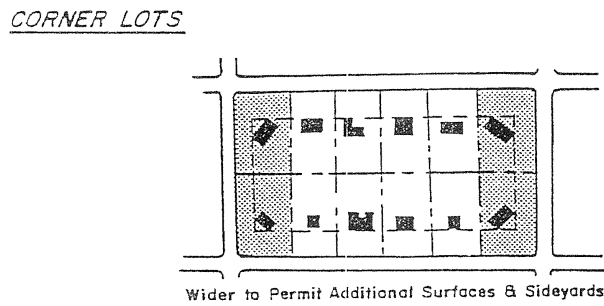 CORNER LOTS
Wider to Permit Additional Surfaces & Sideyards